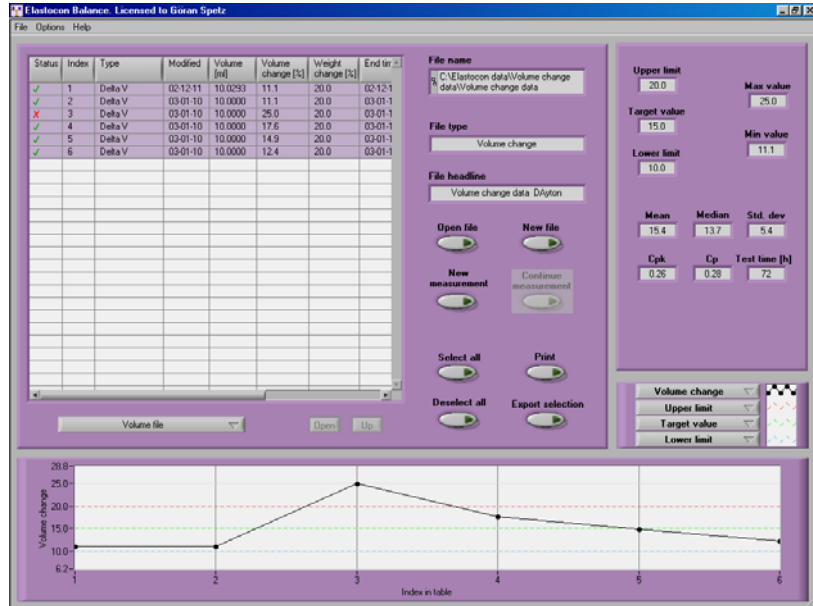 Elastocon Balance. Licensed to Göran Spetz
File Options Help
Status Index Type Modified Volume [ml] Volume change [%] Weight change [%] End tir
1 Delta V 02-12-11 10.0293 11.1 20.0 02-12-1
2 Delta V 03-01-10 10.0000 11.1 20.0 03-01-1
3 Delta V 03-01-10 10.0000 25.0 20.0 03-01-1
4 Delta V 03-01-10 10.0000 17.6 20.0 03-01-1
5 Delta V 03-01-10 10.0000 14.9 20.0 03-01-1
6 Delta V 03-01-10 10.0000 12.4 20.0 03-01-1
Volume file
Open Up
File name
C:\Elastocon data\Volume change
data\Volume change data
File type
Volume change
File headline
Volume change data DAyton
Open file New file
New measurement
Continue measurement
Select all Print
Deselect all Export selection
Upper limit
20.0
Target value
15.0
Lower limit
10.0
Max value
25.0
Min value
11.1
Mean Median Std. dev
15.4 13.7 5.4
Cpk Cp Test time [h]
0.26 0.28 72
Volume change
Upper limit
Target value
Lower limit
Volume change
28.8
25.0
20.0
15.0
10.0
6.2
1 2 3 4 5 6
Index in table